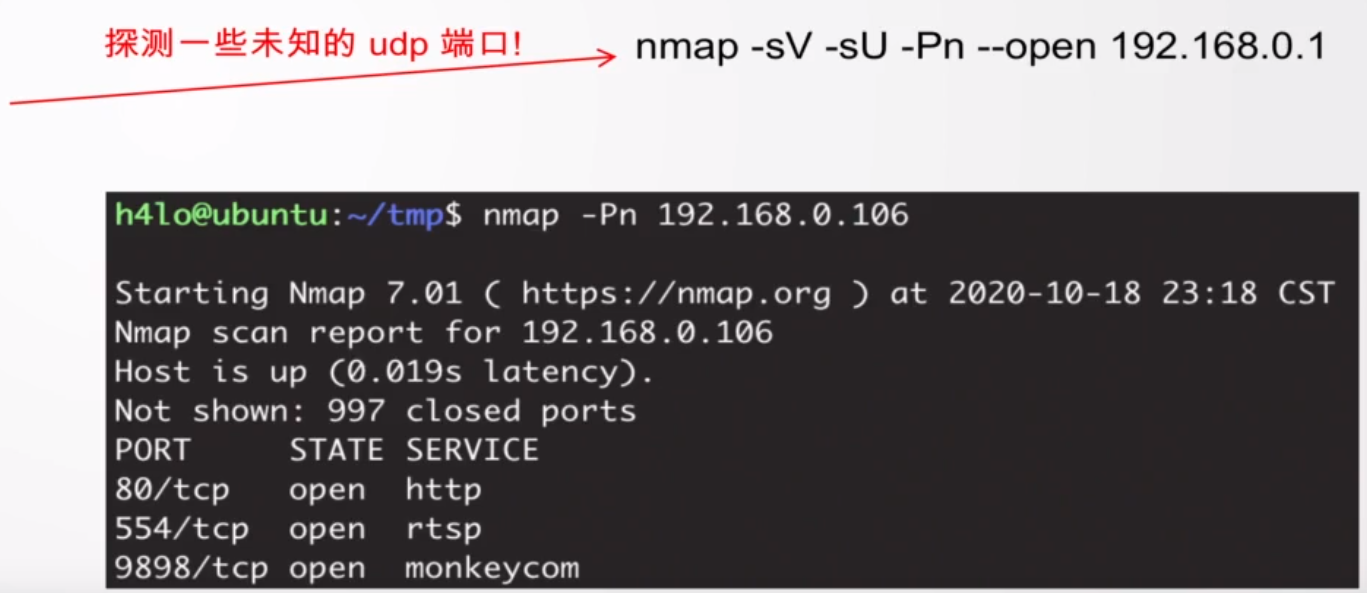 探测一些未知的 udp 端口!
nmap -sV -sU -Pn --open 192.168.0.1
h4lo@ubuntu:~/tmp$ nmap -Pn 192.168.0.106
Starting Nmap 7.01 ( https://nmap.org ) at 2020-10-18 23:18 CST
Nmap scan report for 192.168.0.106
Host is up (0.019s latency).
Not shown: 997 closed ports
PORT STATE SERVICE
80/tcp open http
554/tcp open rtsp
9898/tcp open monkeycom